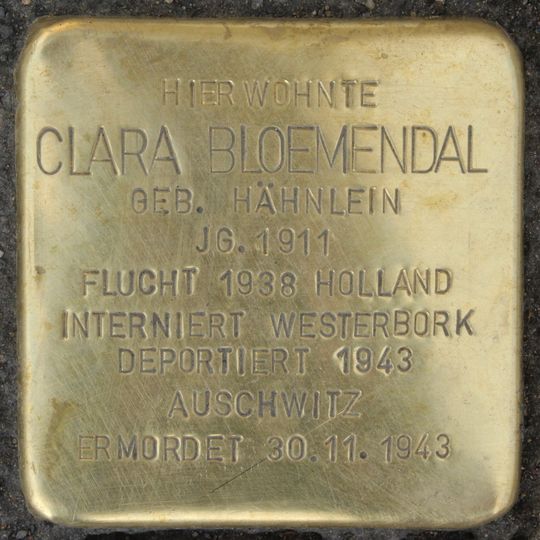 HIER WOHNTE
CLARA BLOEMENDAL
GEB. HÄHNLEIN
JG. 1911
FLUCHT 1938 HOLLAND
INTERNIERT WESTERBORK
DEPORTIERT 1943
AUSCHWITZ
ERMORDET 30.11.1943